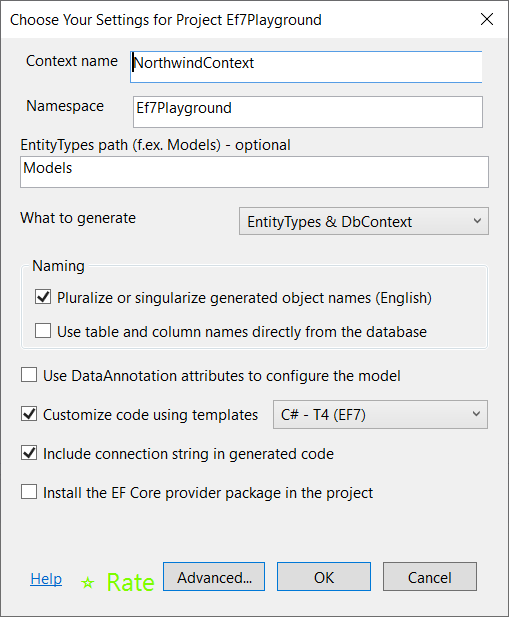 Choose Your Settings for Project Ef7Playground
Context name NorthwindContext
Namespace Ef7Playground
EntityTypes path (f.ex. Models) - optional
Models
What to generate EntityTypes & DbContext
Naming
Pluralize or singularize generated object names (English)
Use table and column names directly from the database
Use DataAnnotation attributes to configure the model
Customize code using templates C# - T4 (EF7)
Include connection string in generated code
Install the EF Core provider package in the project
Help ☆ Rate Advanced... OK Cancel